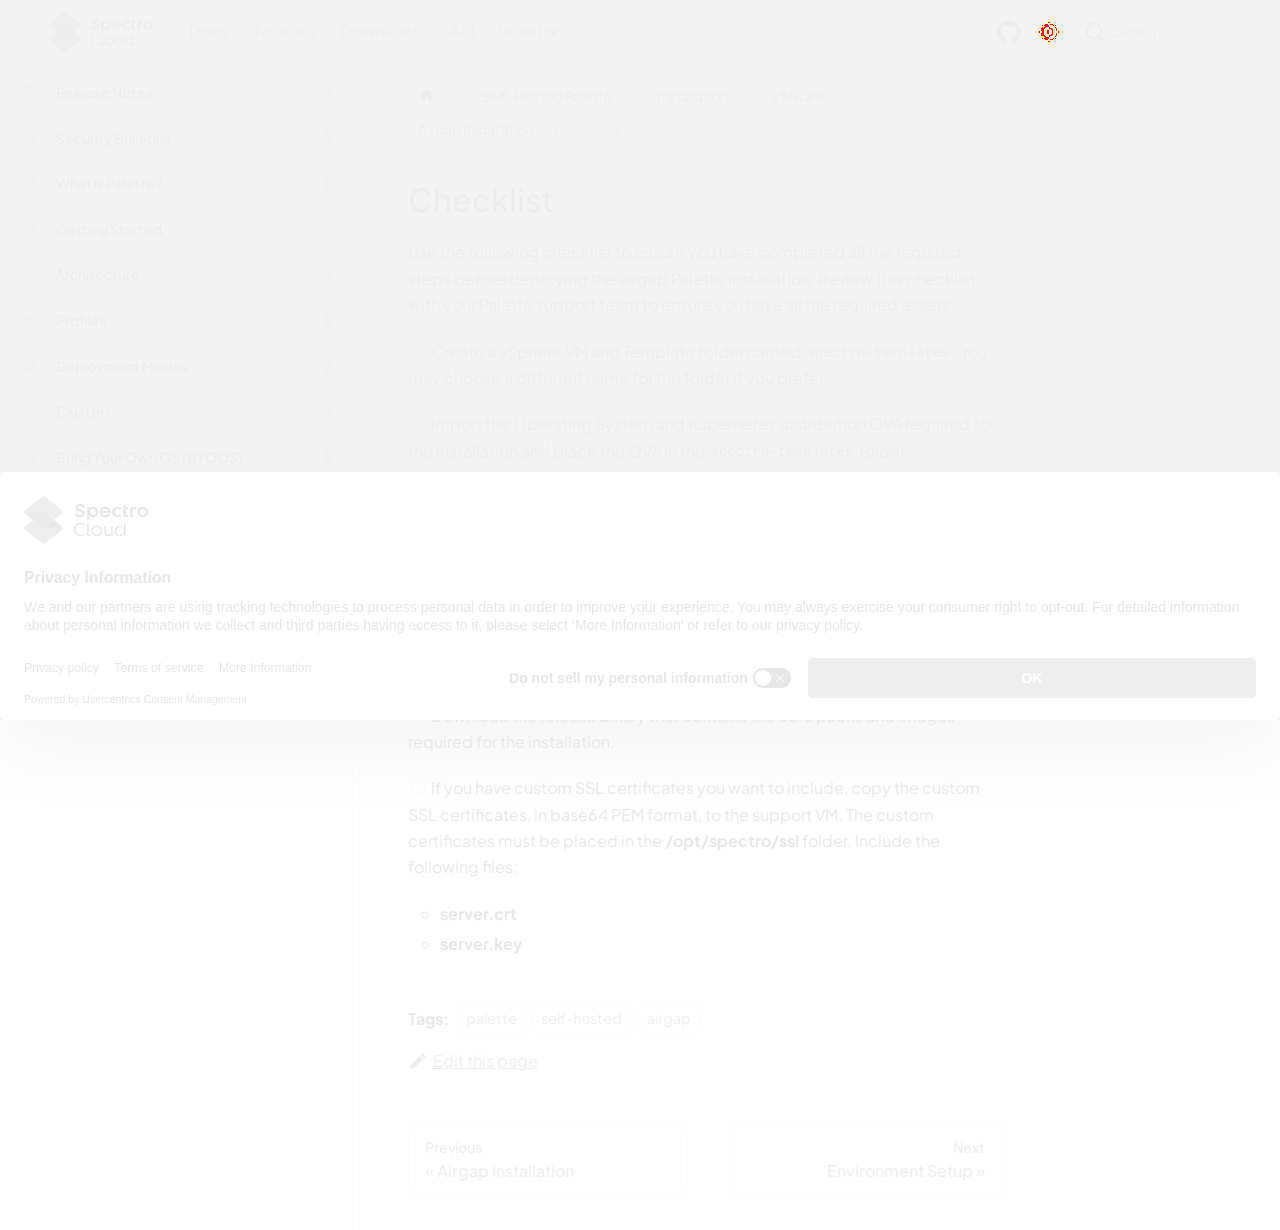 Spectro
Cloud
Docs
Tutorials
Downloads
API
latest
Search
Release Notes
Security Bulletins
What is Palette?
Getting Started
Architecture
Profiles
Deployment Modes
Clusters
Bring Your Own OS (BYOOS)
Self-Hosted Palette
Installation
VMware
Airgap Installation
Checklist
Checklist
Use the following checklist to ensure you have completed all the required
steps before deploying the airgap Palette installation. Review this checklist
with your Palette support team to ensure you have all the required assets.
Create a vSphere VM and Template folder named spectro-templates. You
may choose a different name for the folder if you prefer.
Import the Operating System and Kubernetes distribution OVA required for
the installation and place the OVA in the spectro-templates folder.
Spectro
Cloud
Privacy Information
We and our partners are using tracking technologies to process personal data in order to improve your experience. You may always exercise your consumer right to opt-out. For detailed information
about personal information we collect and third parties having access to it, please select 'More Information' or refer to our privacy policy.
Privacy policy
Terms of service
More Information
Do not sell my personal information
OK
Powered by Usercentrics Consent Management
Download the release binary that contains the core packs and images
required for the installation.
If you have custom SSL certificates you want to include, copy the custom
SSL certificates, in base64 PEM format, to the support VM. The custom
certificates must be placed in the /opt/spectro/ssl folder. Include the
following files:
server.crt
server.key
Tags:
palette
self-hosted
airgap
Edit this page
Previous
« Airgap Installation
Next
Environment Setup »